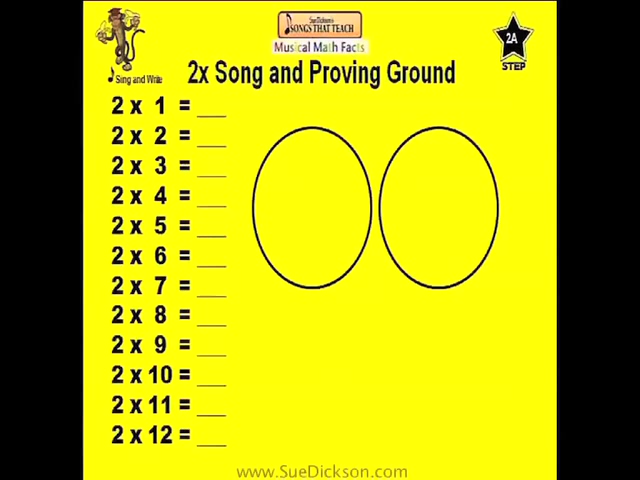 Sue Dickson's
SONGS THAT TEACH
Musical Math Facts
2A
STEP
Sing and Write
2x Song and Proving Ground
2 x 1 = ___
2 x 2 = ___
2 x 3 = ___
2 x 4 = ___
2 x 5 = ___
2 x 6 = ___
2 x 7 = ___
2 x 8 = ___
2 x 9 = ___
2 x 10 = ___
2 x 11 = ___
2 x 12 = ___
www.SueDickson.com